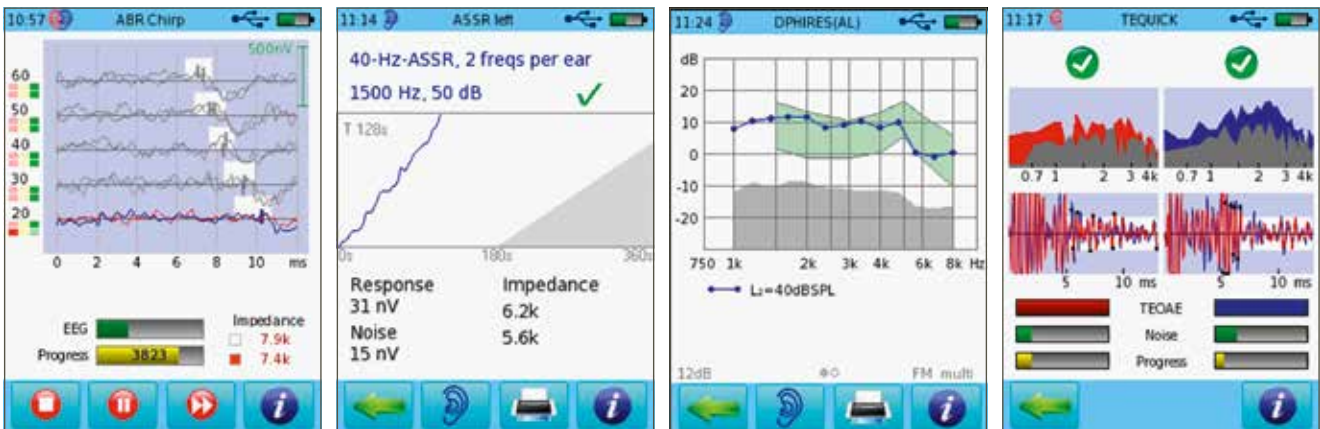 10:57 ABR Chirp
500nV
60
50
40
30
20
0 2 4 6 8 10 ms
EEG
Impedance
7.9k
Progress 3823
7.4k
11:14 ASSR left
40-Hz-ASSR, 2 freqs per ear
1500 Hz, 50 dB
T 128s
0s 180s 360s
Response Impedance
31 nV 6.2k
Noise 5.6k
15 nV
11:24 DPHIRES(AL)
dB
20
10
0
-10
-20
750 1k 2k 3k 4k 6k 8k Hz
L₂=40dBSPL
12dB FM multi
11:17 TEQUICK
0.7 1 2 3 4k 0.7 1 2 3 4k
5 10 ms 5 10 ms
TEOAE
Noise
Progress